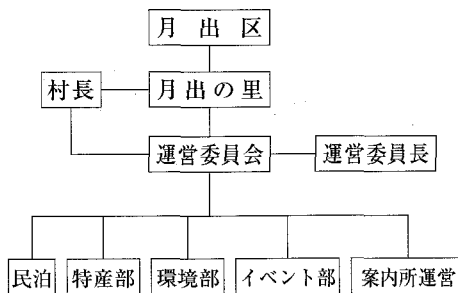 月出区
村長 月出の里
運営委員会 運営委員長
民泊 特産部 環境部 イベント部 案内所運営